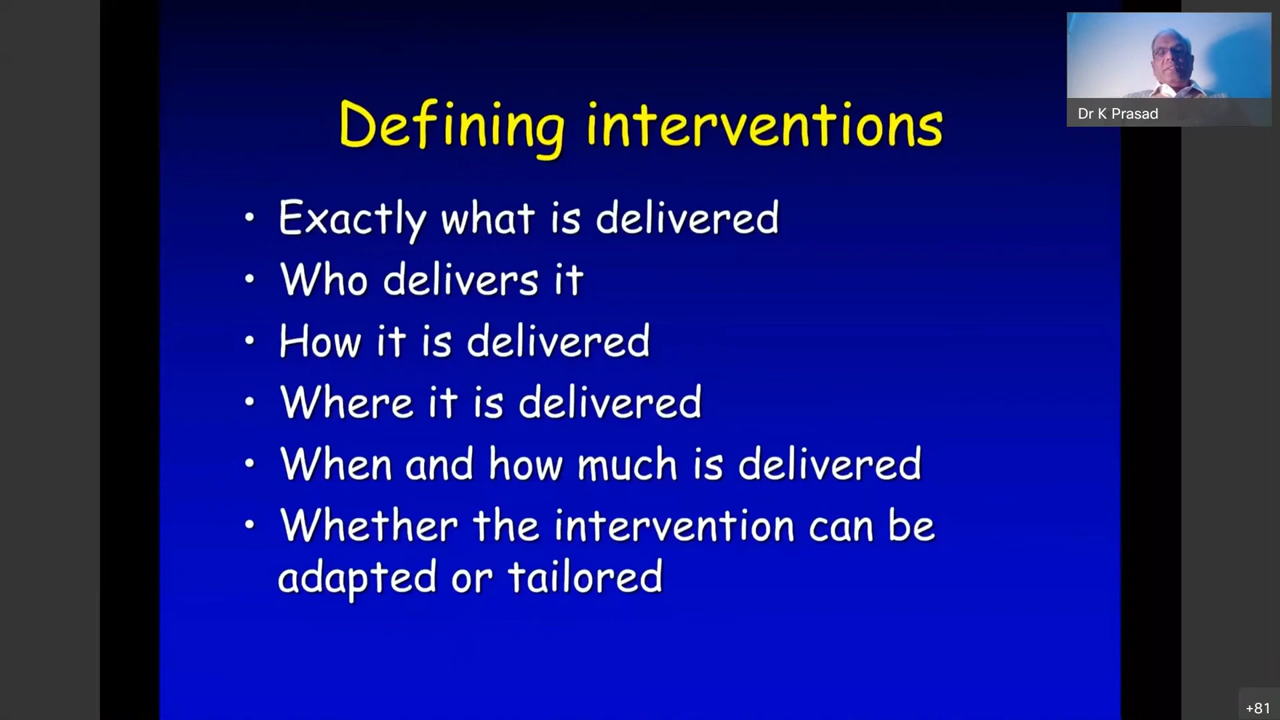 Defining interventions
• Exactly what is delivered
• Who delivers it
• How it is delivered
• Where it is delivered
• When and how much is delivered
• Whether the intervention can be
adapted or tailored
Dr K Prasad
+81